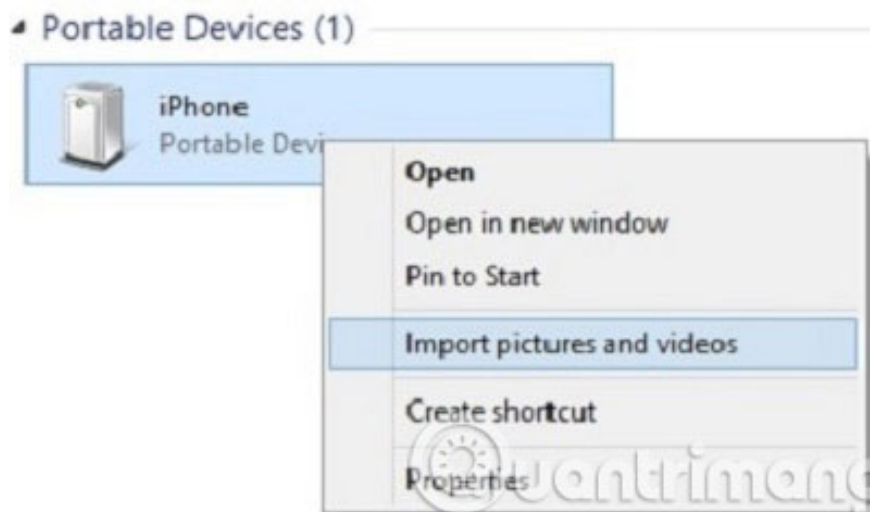 Portable Devices (1)
iPhone
Portable Devi
Open
Open in new window
Pin to Start
Import pictures and videos
Create shortcut
Properties
uantrimang